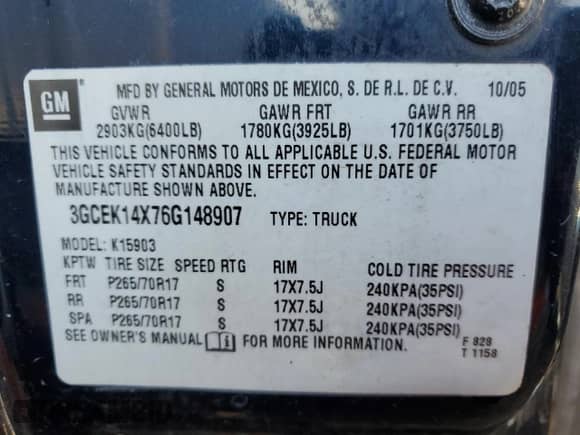 GM
MFD BY GENERAL MOTORS DE MEXICO, S. DE R.L. DE C.V. 10/05
GVWR GAWR FRT GAWR RR
2903KG(6400LB) 1780KG(3925LB) 1701KG(3750LB)
THIS VEHICLE CONFORMS TO ALL APPLICABLE U.S. FEDERAL MOTOR
VEHICLE SAFETY STANDARDS IN EFFECT ON THE DATE OF
MANUFACTURE SHOWN ABOVE.
3GCEK14X76G148907 TYPE: TRUCK
MODEL: K15903
KPTW TIRE SIZE SPEED RTG RIM COLD TIRE PRESSURE
FRT P265/70R17 S 17X7.5J 240KPA(35PSI)
RR P265/70R17 S 17X7.5J 240KPA(35PSI)
SPA P265/70R17 S 17X7.5J 240KPA(35PSI)
SEE OWNER'S MANUAL FOR MORE INFORMATION. F 828
T 1158